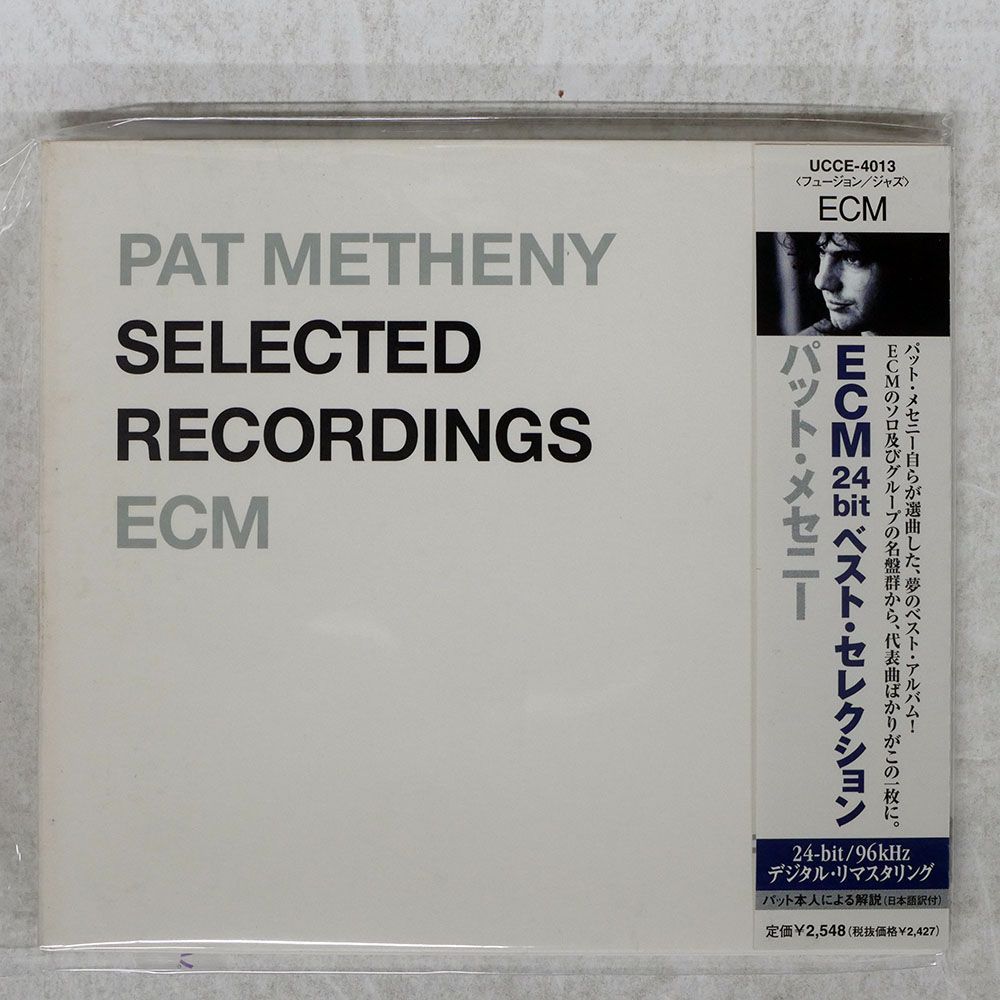 PAT METHENY
SELECTED
RECORDINGS
ECM
UCCE-4013
〈フュージョン／ジャズ〉
ECM
パット・メセニー自らが選曲した、夢のベスト・アルバム！
ECMのソロ及びグループの名盤群から、代表曲ばかりがこの一枚に。
ECM 24bit ベスト・セレクション
パット・メセニー
24-bit/96kHz
デジタル・リマスタリング
パット本人による解説(日本語訳付)
定価￥2,548(税抜価格￥2,427)